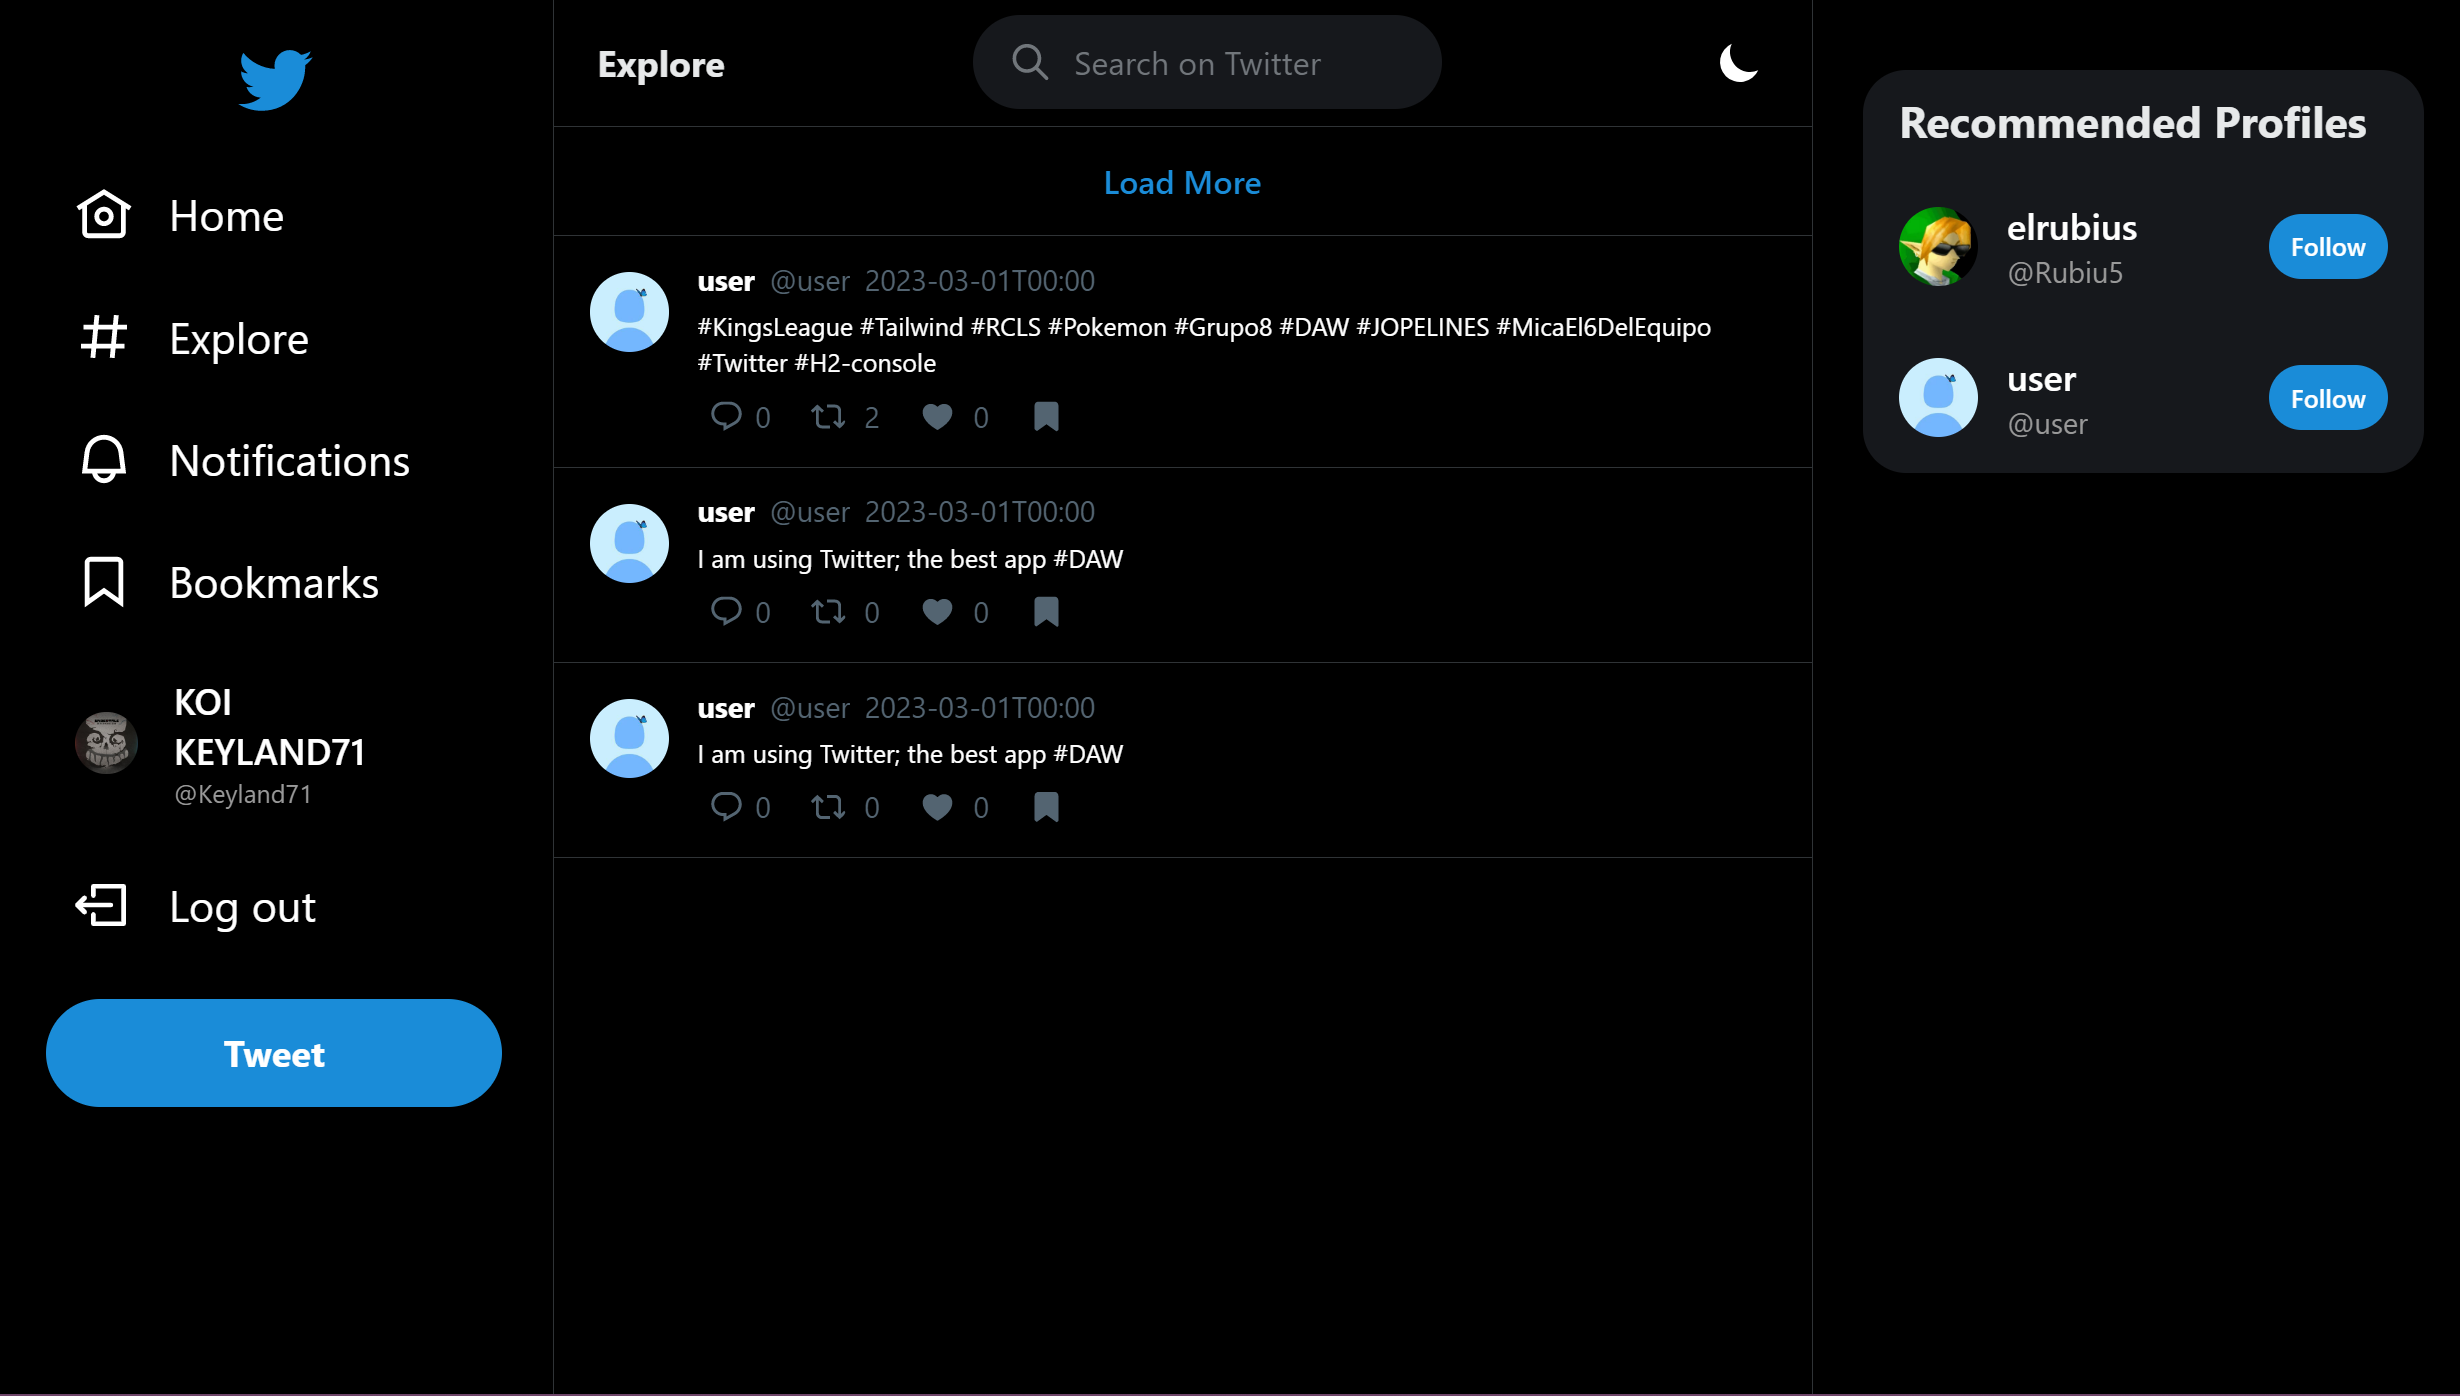 Home
Explore
Notifications
Bookmarks
KOI
KEYLAND71
@Keyland71
Log out
Tweet
Explore
Search on Twitter
Load More
user @user 2023-03-01T00:00
#KingsLeague #Tailwind #RCLS #Pokemon #Grupo8 #DAW #JOPELINES #MicaEl6DelEquipo
#Twitter #H2-console
0 2 0
user @user 2023-03-01T00:00
I am using Twitter; the best app #DAW
0 0 0
user @user 2023-03-01T00:00
I am using Twitter; the best app #DAW
0 0 0
Recommended Profiles
elrubius
@Rubiu5
Follow
user
@user
Follow